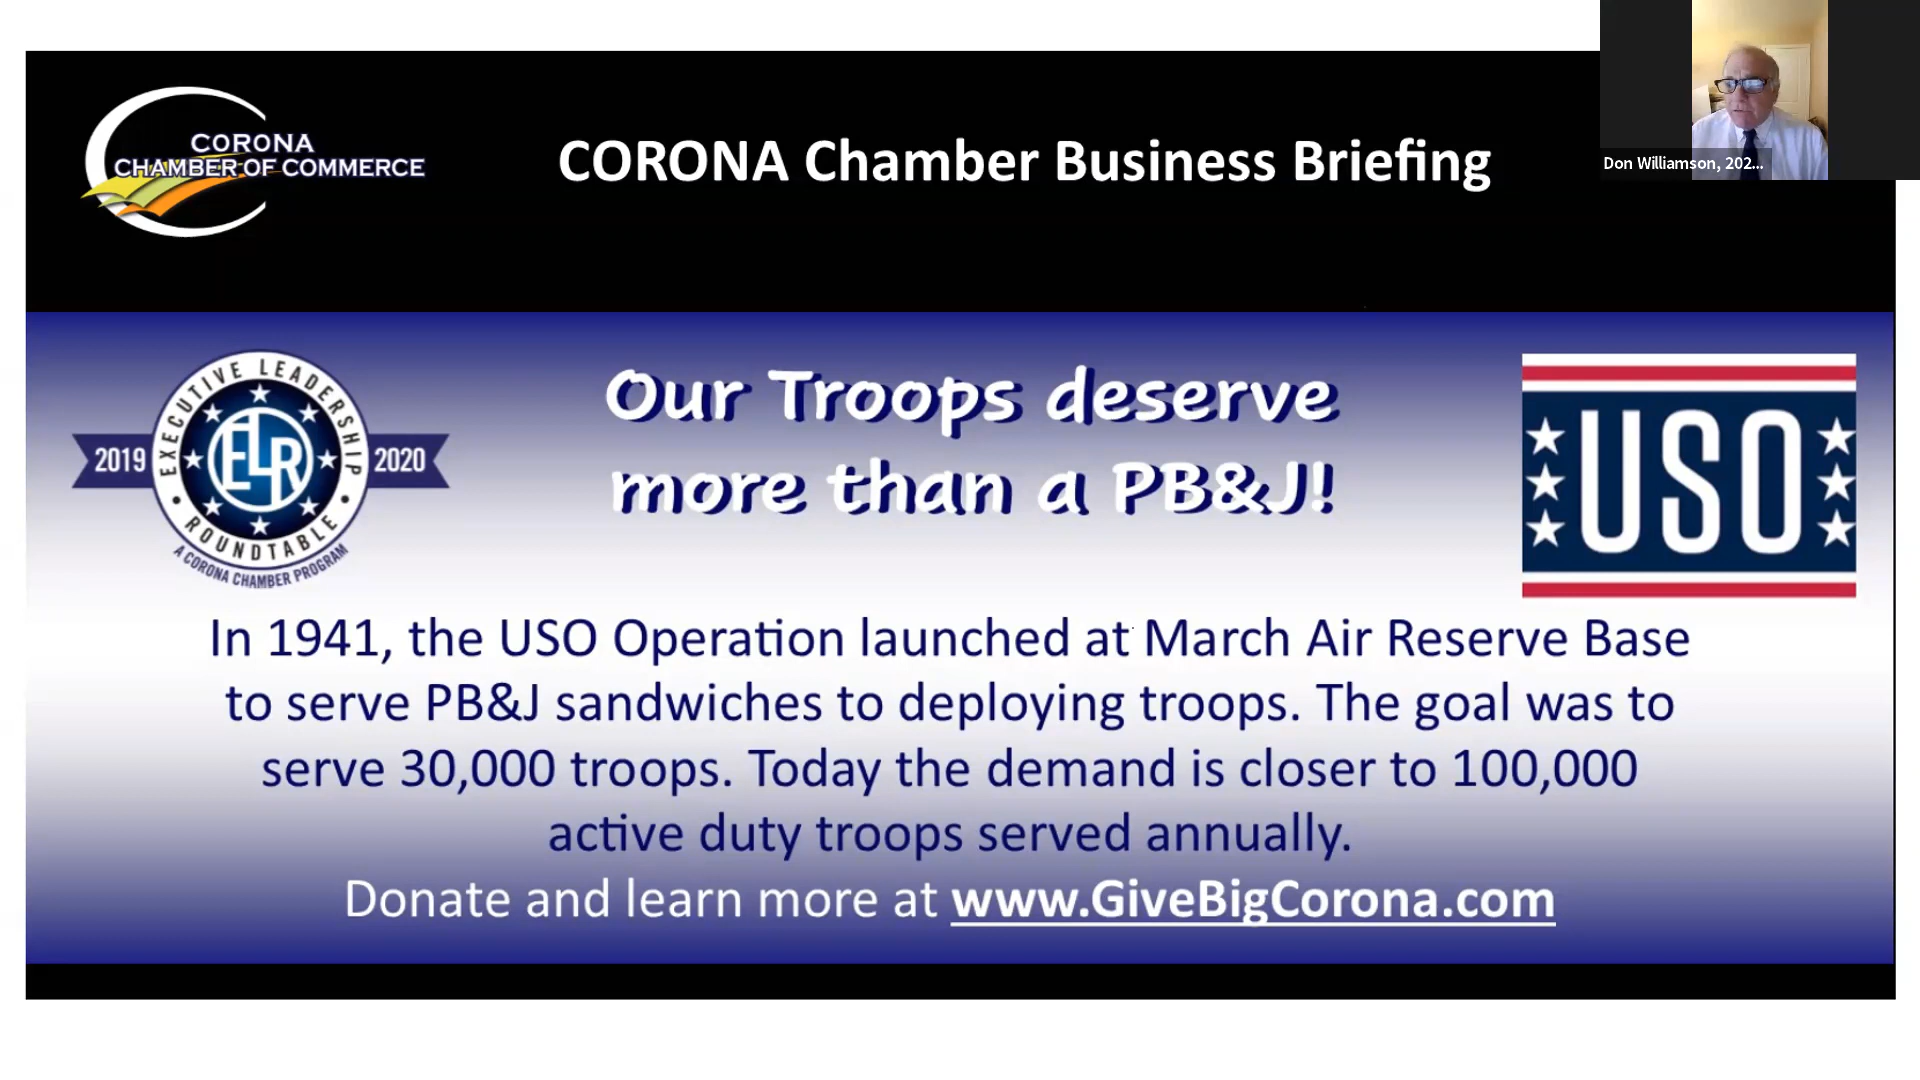 CORONA
CHAMBER OF COMMERCE
CORONA Chamber Business Briefing
Don Williamson, 202...
EXECUTIVE LEADERSHIP
2019
ELR
2020
ROUNDTABLE
A CORONA CHAMBER PROGRAM
Our Troops deserve
more than a PB&J!
USO
In 1941, the USO Operation launched at March Air Reserve Base
to serve PB&J sandwiches to deploying troops. The goal was to
serve 30,000 troops. Today the demand is closer to 100,000
active duty troops served annually.
Donate and learn more at www.GiveBigCorona.com